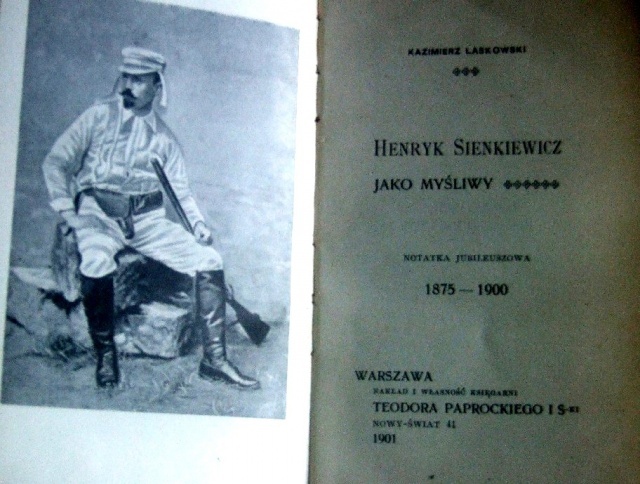 KAZIMIERZ LASKOWSKI
HENRYK SIENKIEWICZ
JAKO MYŚLIWY
NOTATKA JUBILEUSZOWA
1875 — 1900
WARSZAWA
NAKŁAD I WŁASNOŚĆ KSIĘGARNI
TEODORA PAPROCKIEGO I S-KI
NOWY-ŚWIAT 41
1901